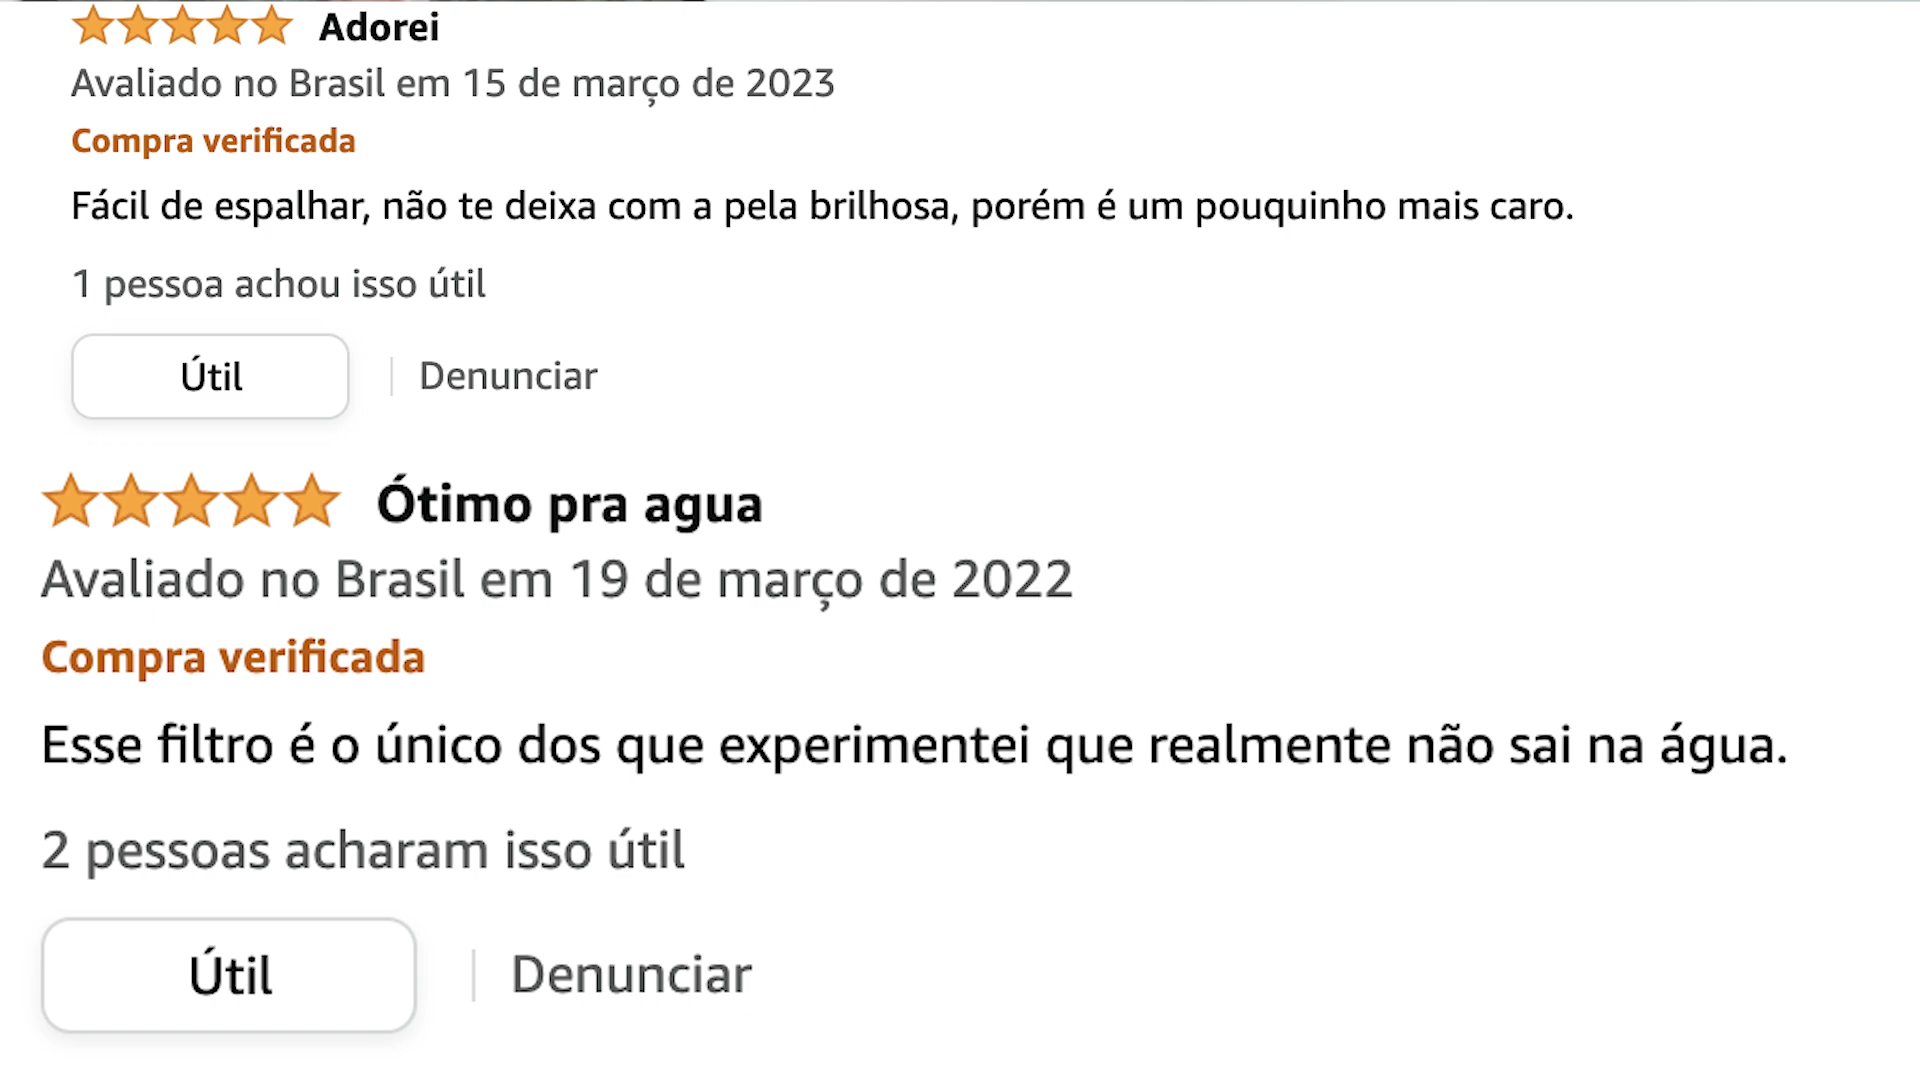 Adorei
Avaliado no Brasil em 15 de março de 2023
Compra verificada
Fácil de espalhar, não te deixa com a pela brilhosa, porém é um pouquinho mais caro.
1 pessoa achou isso útil
Útil
Denunciar
Ótimo pra agua
Avaliado no Brasil em 19 de março de 2022
Compra verificada
Esse filtro é o único dos que experimentei que realmente não sai na água.
2 pessoas acharam isso útil
Útil
Denunciar